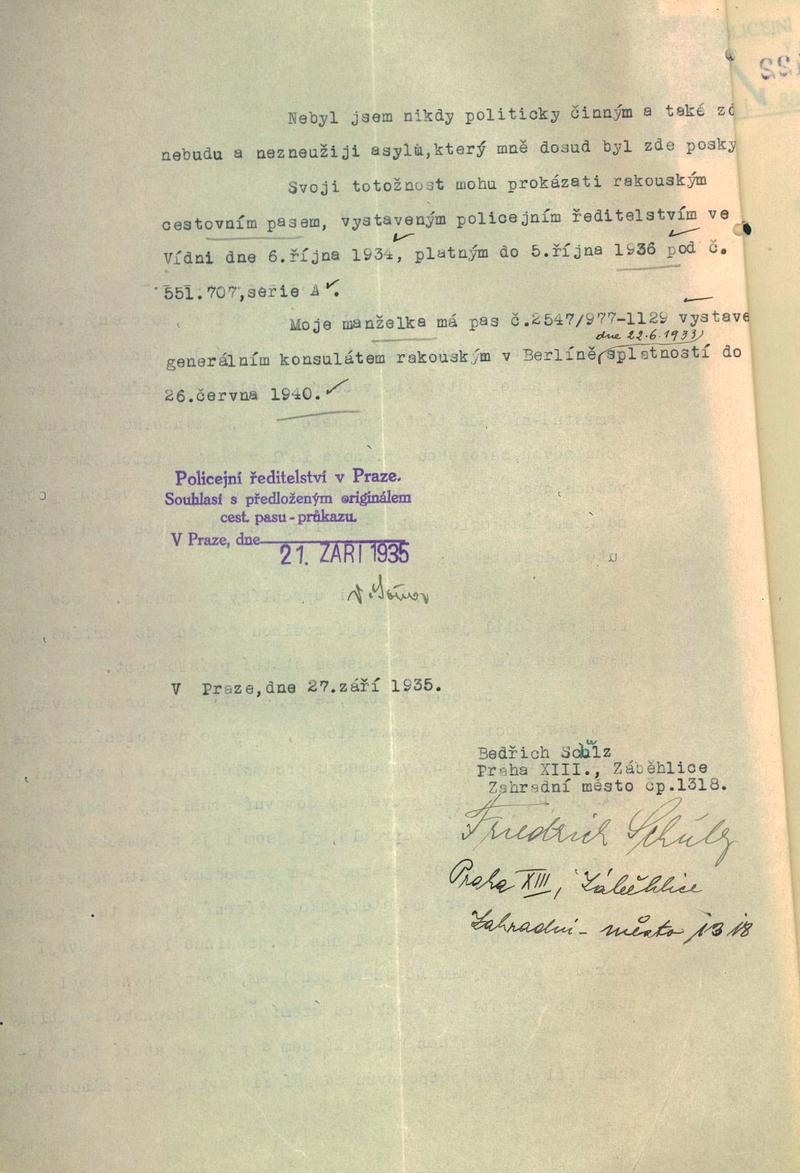 Nebyl jsem nikdy politicky činným a také
nebudu a nezneužiji asylu,který mně dosud byl zde posky
Svoji totožnost mohu prokázati rakouským
cestovním pasem, vystaveným policejním ředitelstvím ve
Vídni dne 6.října 1934, platným do 5.října 1936 pod č.
551.707,serie A .
Moje manželka má pas č.2547/977-1129 vystave
dne 22.6.1933
generálním konsulátem rakouským v Berlíně, splatností do
26.června 1940.
Policejní ředitelství v Praze.
Souhlasí s předloženým originálem
cest. pasu - průkazu.
V Praze, dne
21. ZÁŘÍ 1935
V Praze,dne 27.září 1935.
Bedřich
Praha XIII., Záběhlice
Zahradní město čp.1318.
Friedrich
Praha XIII, Záběhlice
Zahradní - město 1318